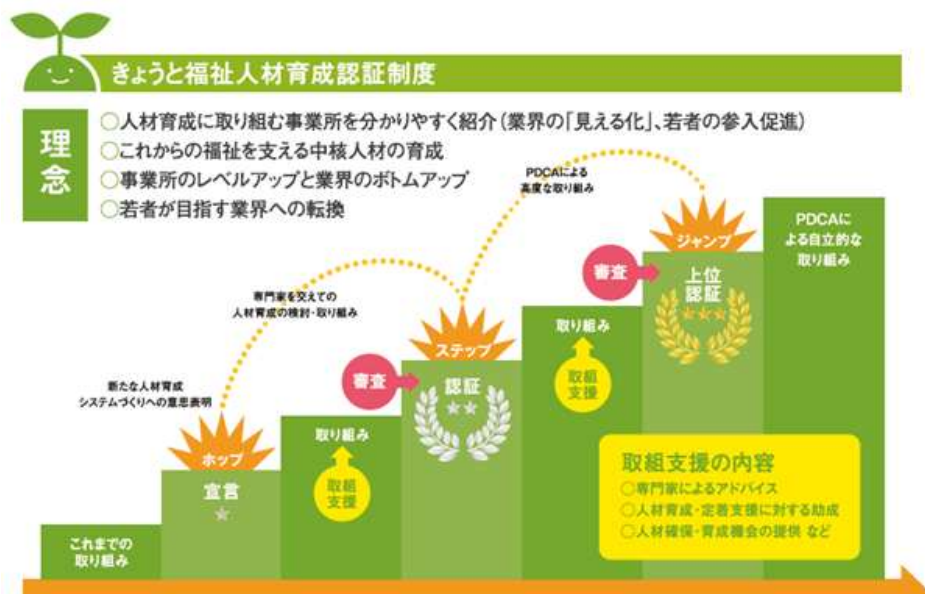 きょうと福祉人材育成認証制度
理念
○人材育成に取り組む事業所を分かりやすく紹介（業界の「見える化」、若者の参入促進）
○これからの福祉を支える中核人材の育成
○事業所のレベルアップと業界のボトムアップ
○若者が目指す業界への転換
PDCAによる
高度な取り組み
専門家を交えての
人材育成の検討・取り組み
新たな人材育成
システムづくりへの意思表明
これまでの
取り組み
ホップ
宣言
取り組み
取組
支援
審査
ステップ
認証
取り組み
取組
支援
審査
ジャンプ
上位
認証
PDCAに
よる自立的な
取り組み
取組支援の内容
○専門家によるアドバイス
○人材育成・定着支援に対する助成
○人材確保・育成機会の提供 など